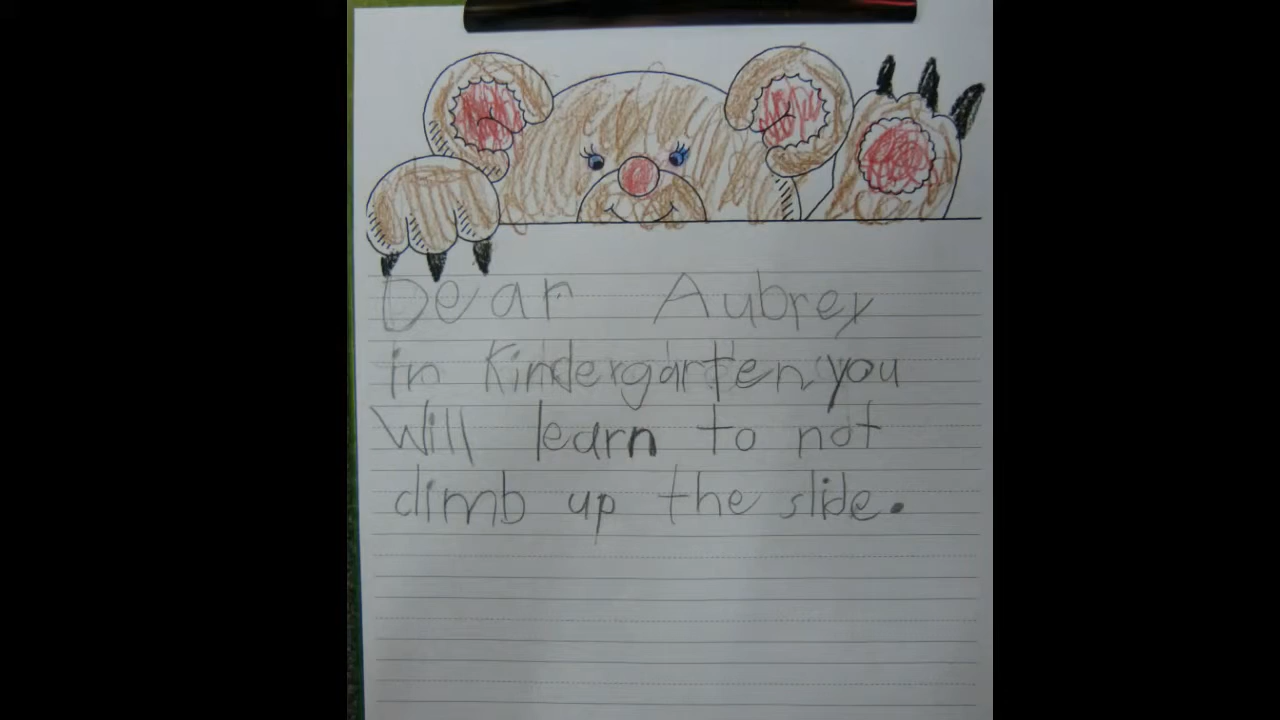 Dear Aubrey
in Kindergarten you
Will learn to not
climb up the slide.